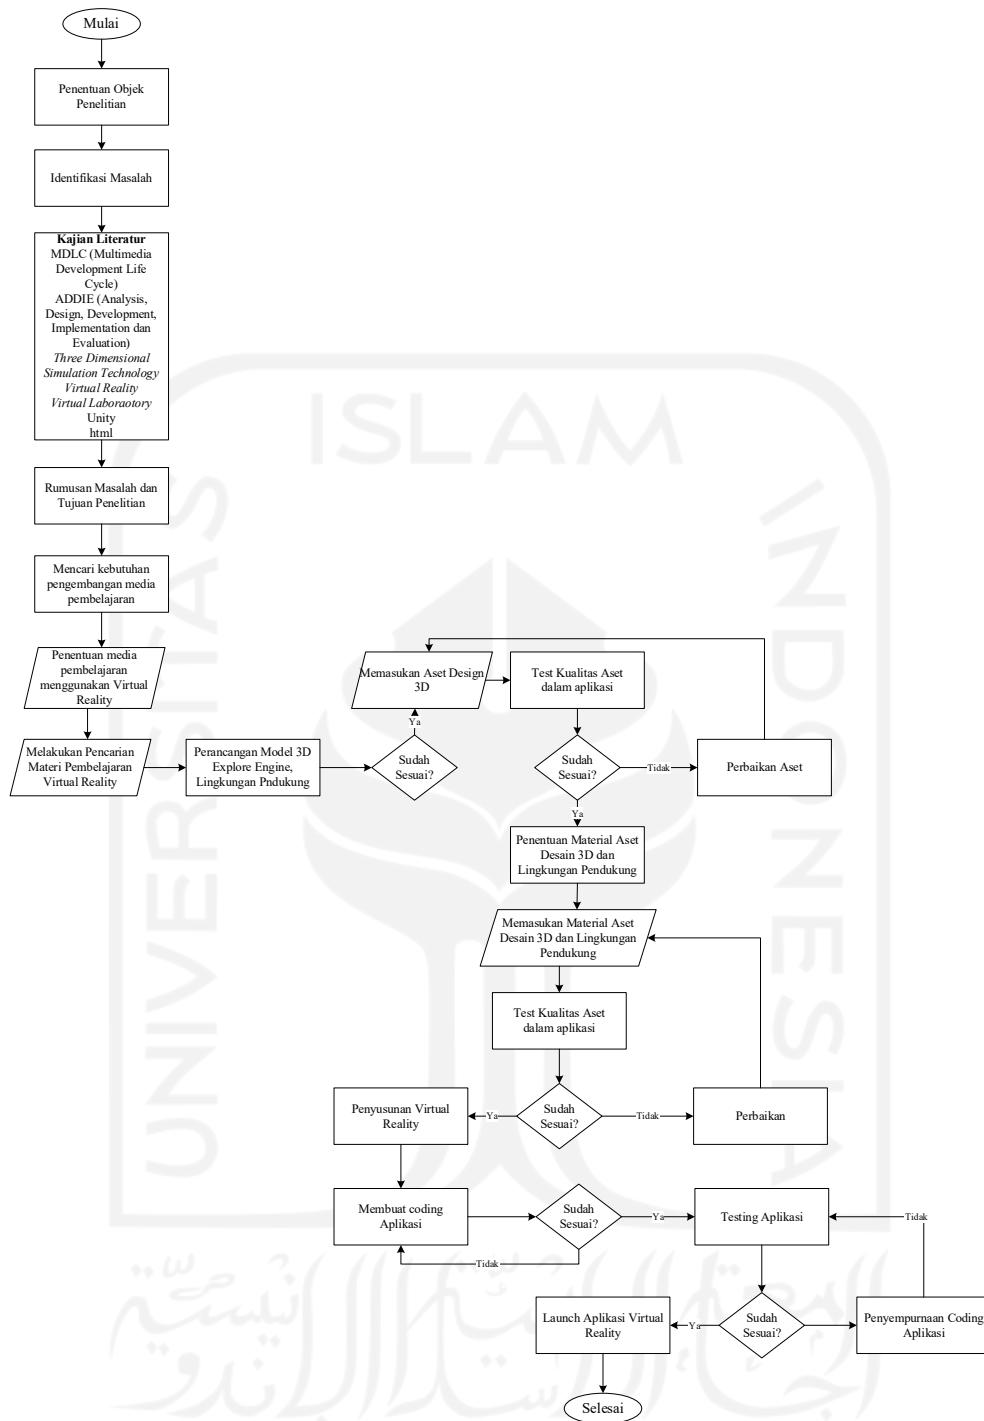 Mulai
Penentuan Objek
Penelitian
Identifikasi Masalah
Kajian Literatur
MDLC (Multimedia
Development Life
Cycle)
ADDIE (Analysis,
Design, Development,
Implementation dan
Evaluation)
Three Dimensional
Simulation Technology
Virtual Reality
Virtual Laboraotory
Unity
html
Rumusan Masalah dan
Tujuan Penelitian
Mencari kebutuhan
pengembangan media
pembelajaran
Penentuan media
pembelajaran
menggunakan Virtual
Reality
Melakukan Pencarian
Materi Pembelajaran
Virtual Reality
Perancangan Model 3D
Explore Engine,
Lingkungan Pndukung
Sudah
Sesuai?
Ya
Memasukan Aset Design
3D
Test Kualitas Aset
dalam aplikasi
Sudah
Sesuai?
Tidak
Perbaikan Aset
Ya
Penentuan Material Aset
Desain 3D dan
Lingkungan Pendukung
Memasukan Material Aset
Desain 3D dan Lingkungan
Pendukung
Test Kualitas Aset
dalam aplikasi
Sudah
Sesuai?
Tidak
Perbaikan
Ya
Penyusunan Virtual
Reality
Membuat coding
Aplikasi
Sudah
Sesuai?
Tidak
Ya
Testing Aplikasi
Sudah
Sesuai?
Penyempurnaan Coding
Aplikasi
Tidak
Ya
Launch Aplikasi Virtual
Reality
Selesai
UNIVERSITAS
ISLAM
INDONESIA